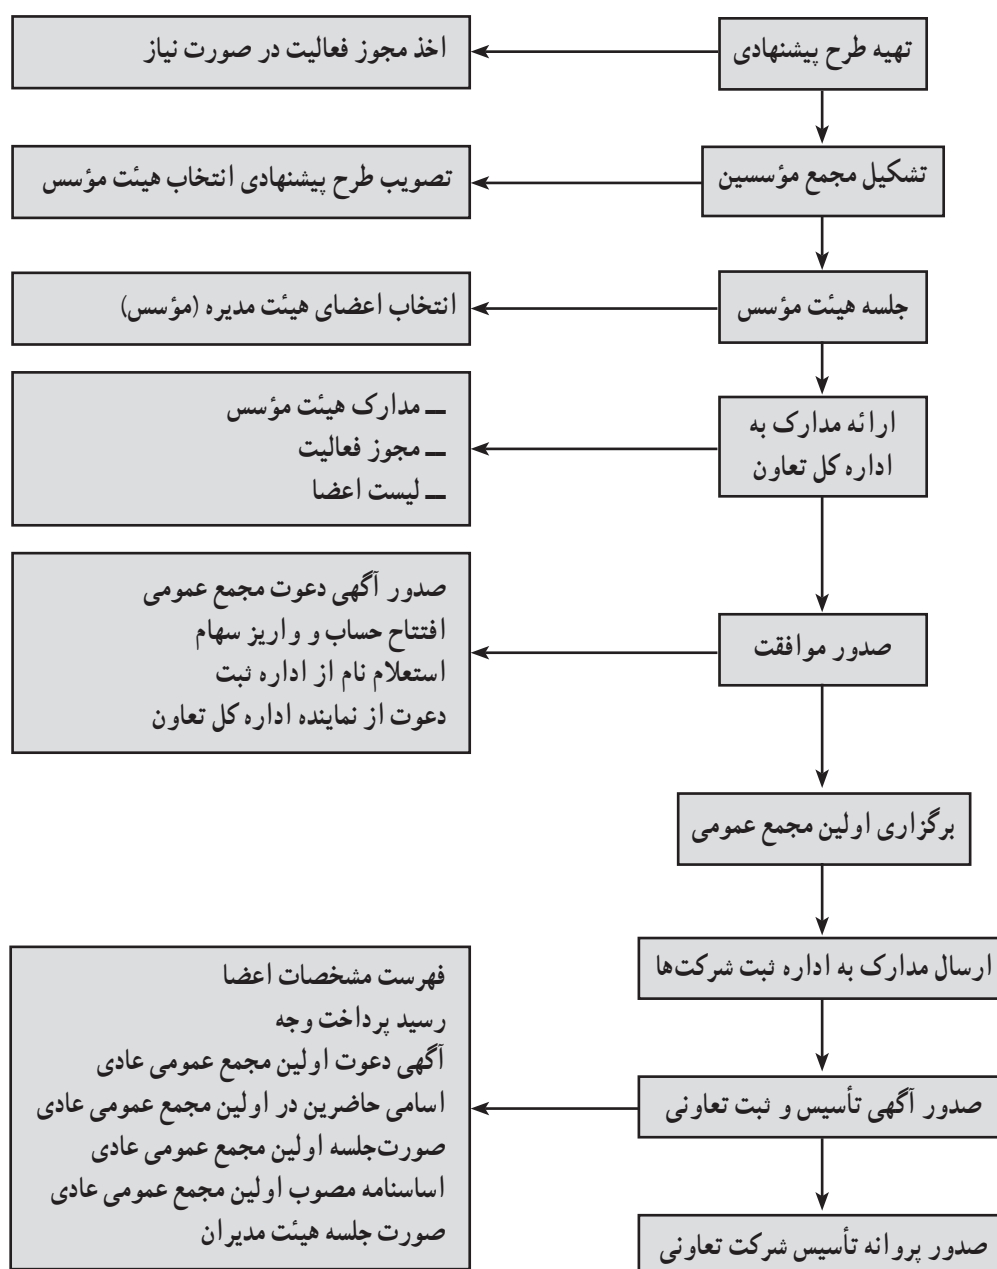 تهیه طرح پیشنهادی
اخذ مجوز فعالیت در صورت نیاز
تشکیل مجمع مؤسسین
تصویب طرح پیشنهادی انتخاب هیئت مؤسس
جلسه هیئت مؤسس
انتخاب اعضای هیئت مدیره (مؤسس)
ارائه مدارک به
اداره کل تعاون
ــ مدارک هیئت مؤسس
ــ مجوز فعالیت
ــ لیست اعضا
صدور موافقت
صدور آگهی دعوت مجمع عمومی
افتتاح حساب و واریز سهام
استعلام نام از اداره ثبت
دعوت از نماینده اداره کل تعاون
برگزاری اولین مجمع عمومی
ارسال مدارک به اداره ثبت شرکت‌ها
صدور آگهی تأسیس و ثبت تعاونی
فهرست مشخصات اعضا
رسید پرداخت وجه
آگهی دعوت اولین مجمع عمومی عادی
اسامی حاضرین در اولین مجمع عمومی عادی
صورت‌جلسه اولین مجمع عمومی عادی
اساسنامه مصوب اولین مجمع عمومی عادی
صورت جلسه هیئت مدیران
صدور پروانه تأسیس شرکت تعاونی